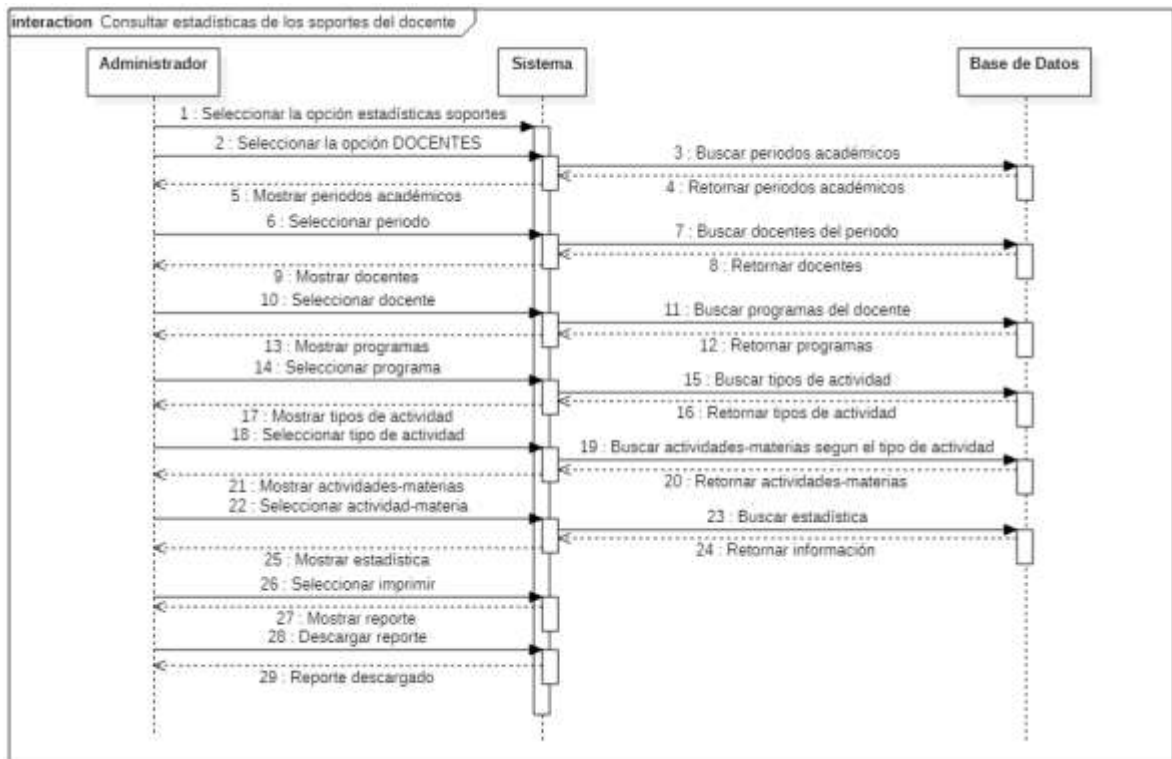 interaction Consultar estadísticas de los soportes del docente
Administrador
Sistema
Base de Datos
1 : Seleccionar la opción estadísticas soportes
2 : Seleccionar la opción DOCENTES
3 : Buscar periodos académicos
4 : Retornar periodos académicos
5 : Mostrar periodos académicos
6 : Seleccionar periodo
7 : Buscar docentes del periodo
8 : Retornar docentes
9 : Mostrar docentes
10 : Seleccionar docente
11 : Buscar programas del docente
12 : Retornar programas
13 : Mostrar programas
14 : Seleccionar programa
15 : Buscar tipos de actividad
16 : Retornar tipos de actividad
17 : Mostrar tipos de actividad
18 : Seleccionar tipo de actividad
19 : Buscar actividades-materias segun el tipo de actividad
20 : Retornar actividades-materias
21 : Mostrar actividades-materias
22 : Seleccionar actividad-materia
23 : Buscar estadística
24 : Retornar información
25 : Mostrar estadística
26 : Seleccionar imprimir
27 : Mostrar reporte
28 : Descargar reporte
29 : Reporte descargado